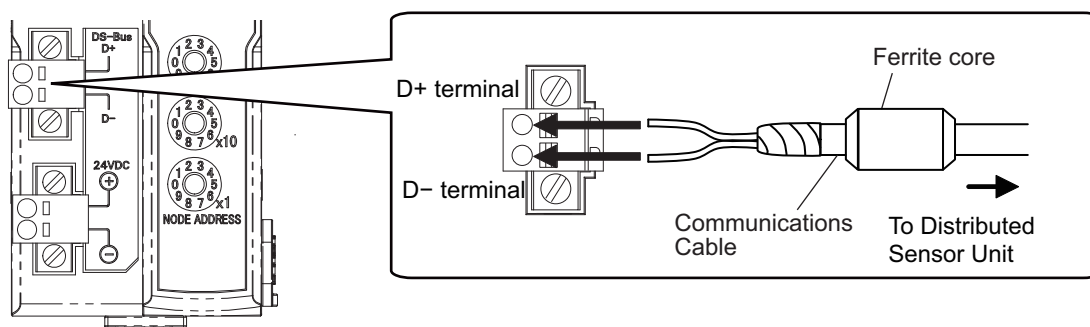 DS-Bus
D+
D−
24VDC
x10
x1
NODE ADDRESS
D+ terminal
D− terminal
Ferrite core
Communications
Cable
To Distributed
Sensor Unit